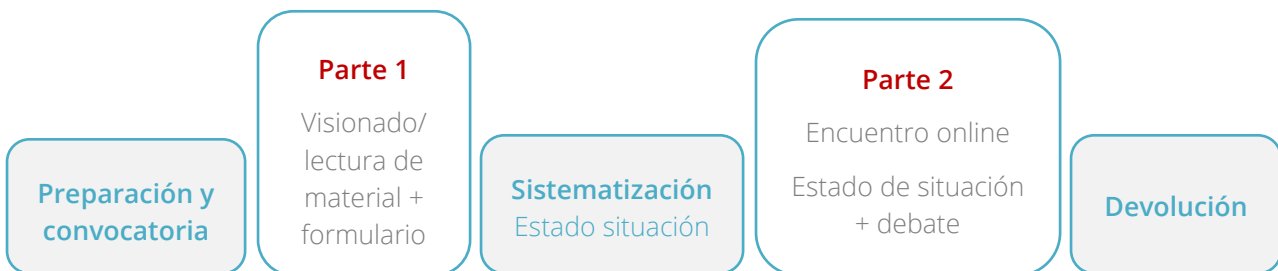 Preparación y
convocatoria
Parte 1
Visionado/
lectura de
material +
formulario
Sistematización
Estado situación
Parte 2
Encuentro online
Estado de situación
+ debate
Devolución